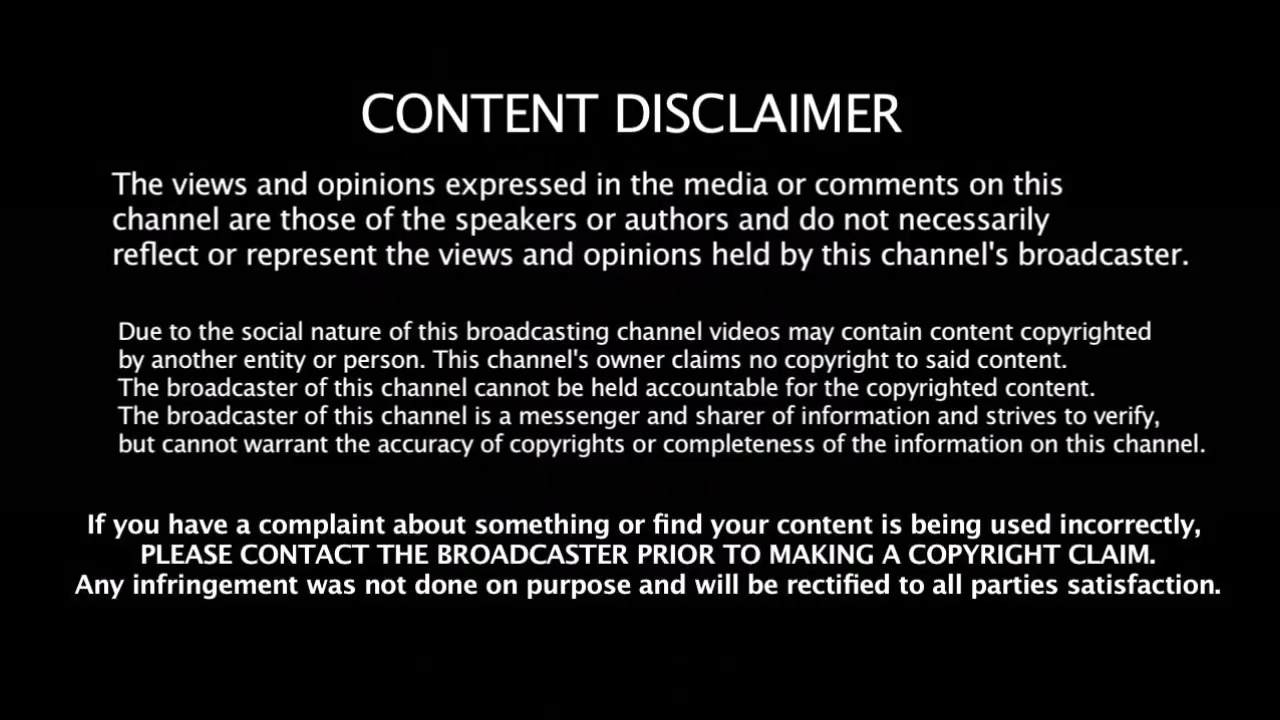 CONTENT DISCLAIMER
The views and opinions expressed in the media or comments on this
channel are those of the speakers or authors and do not necessarily
reflect or represent the views and opinions held by this channel's broadcaster.
Due to the social nature of this broadcasting channel videos may contain content copyrighted
by another entity or person. This channel's owner claims no copyright to said content.
The broadcaster of this channel cannot be held accountable for the copyrighted content.
The broadcaster of this channel is a messenger and sharer of information and strives to verify,
but cannot warrant the accuracy of copyrights or completeness of the information on this channel.
If you have a complaint about something or find your content is being used incorrectly,
PLEASE CONTACT THE BROADCASTER PRIOR TO MAKING A COPYRIGHT CLAIM.
Any infringement was not done on purpose and will be rectified to all parties satisfaction.